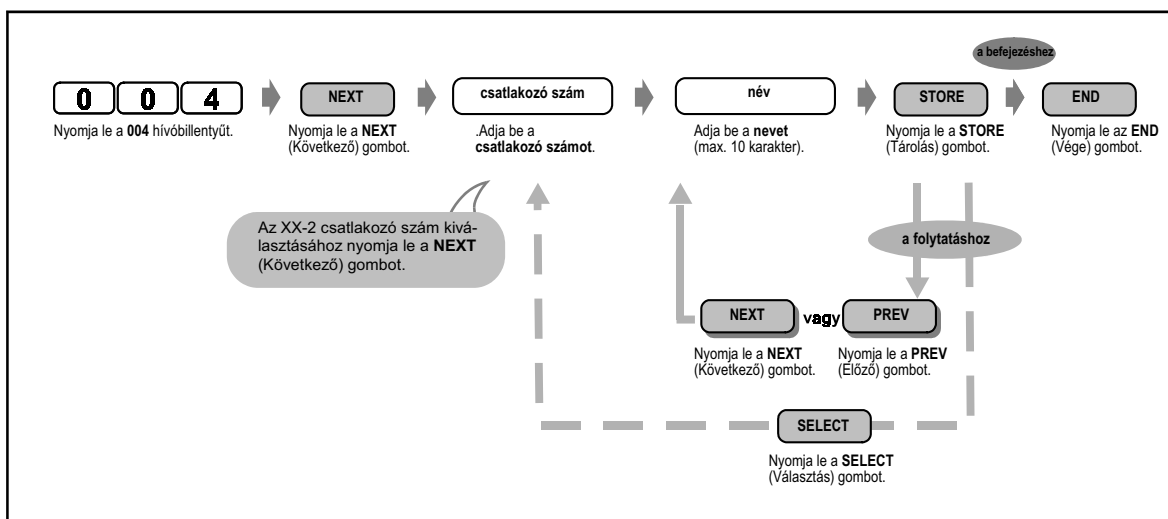 a befejezéshez
0 0 4
NEXT
csatlakozó szám
név
STORE
END
Nyomja le a 004 hívóbillentyűt.
Nyomja le a NEXT
(Következő) gombot.
.Adja be a
csatlakozó számot.
Adja be a nevet
(max. 10 karakter).
Nyomja le a STORE
(Tárolás) gombot.
Nyomja le az END
(Vége) gombot.
Az XX-2 csatlakozó szám kivá-
lasztásához nyomja le a NEXT
(Következő) gombot.
a folytatáshoz
NEXT vagy PREV
Nyomja le a NEXT
(Következő) gombot.
Nyomja le a PREV
(Előző) gombot.
SELECT
Nyomja le a SELECT
(Választás) gombot.